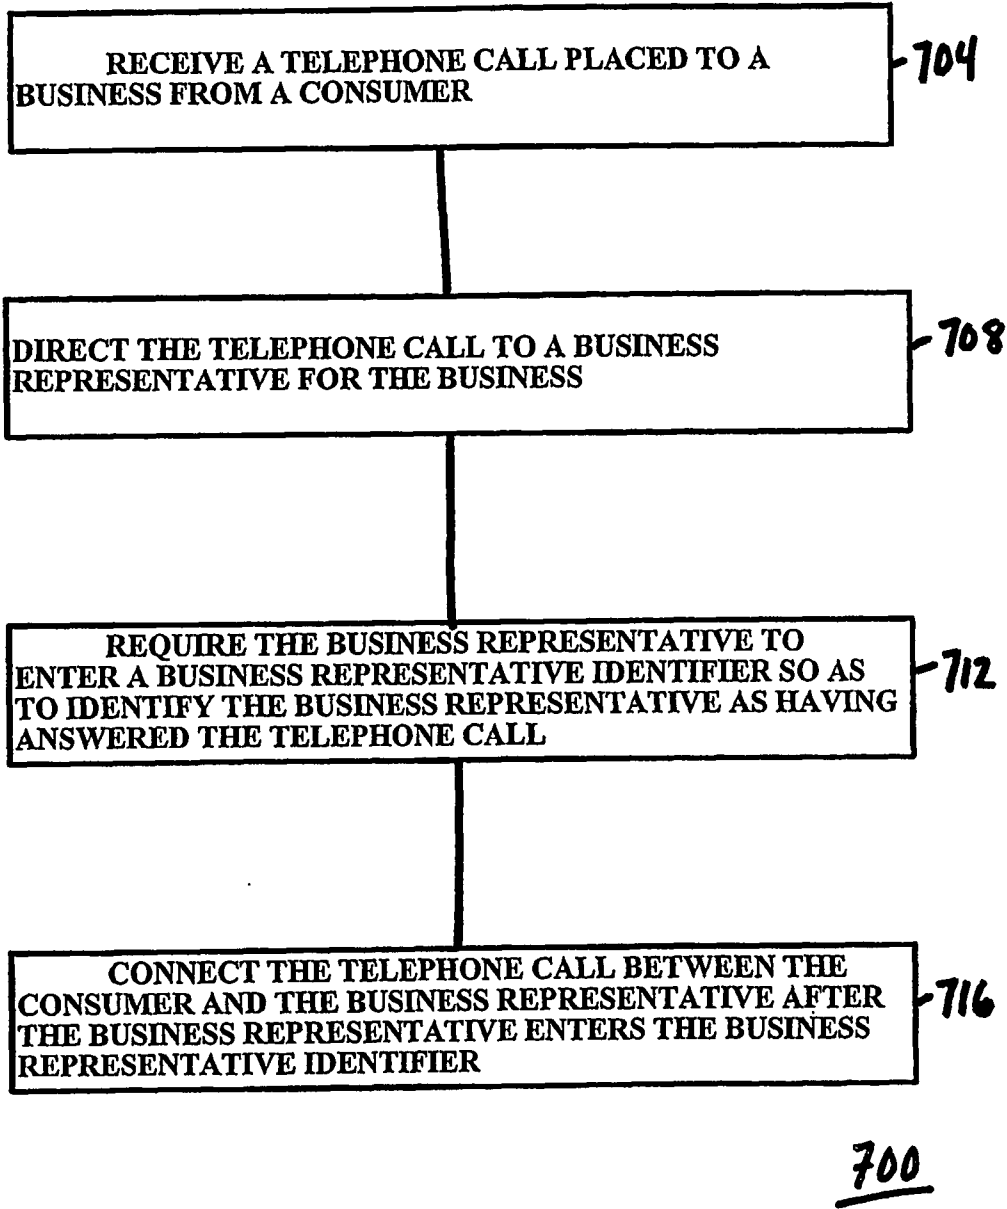 RECEIVE A TELEPHONE CALL PLACED TO A
BUSINESS FROM A CONSUMER
704
DIRECT THE TELEPHONE CALL TO A BUSINESS
REPRESENTATIVE FOR THE BUSINESS
708
REQUIRE THE BUSINESS REPRESENTATIVE TO
ENTER A BUSINESS REPRESENTATIVE IDENTIFIER SO AS
TO IDENTIFY THE BUSINESS REPRESENTATIVE AS HAVING
ANSWERED THE TELEPHONE CALL
712
CONNECT THE TELEPHONE CALL BETWEEN THE
CONSUMER AND THE BUSINESS REPRESENTATIVE AFTER
THE BUSINESS REPRESENTATIVE ENTERS THE BUSINESS
REPRESENTATIVE IDENTIFIER
716
700